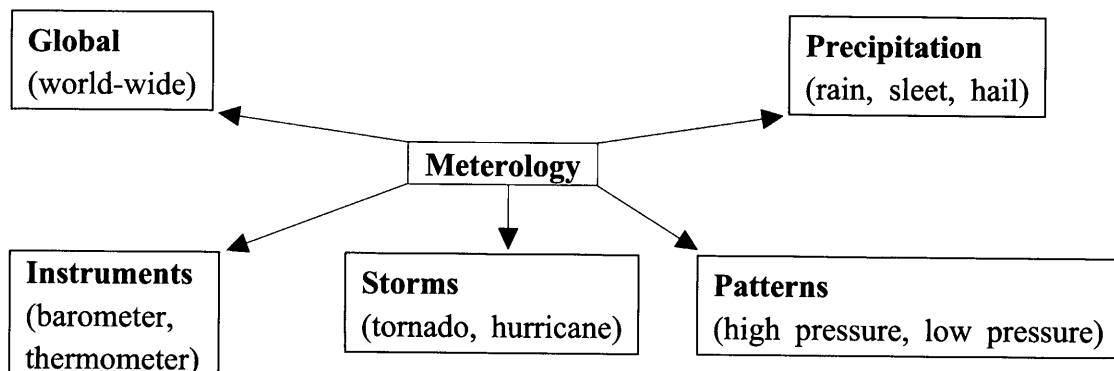 Global
(world-wide)
Precipitation
(rain, sleet, hail)
Meterology
Instruments
(barometer,
thermometer)
Storms
(tornado, hurricane)
Patterns
(high pressure, low pressure)